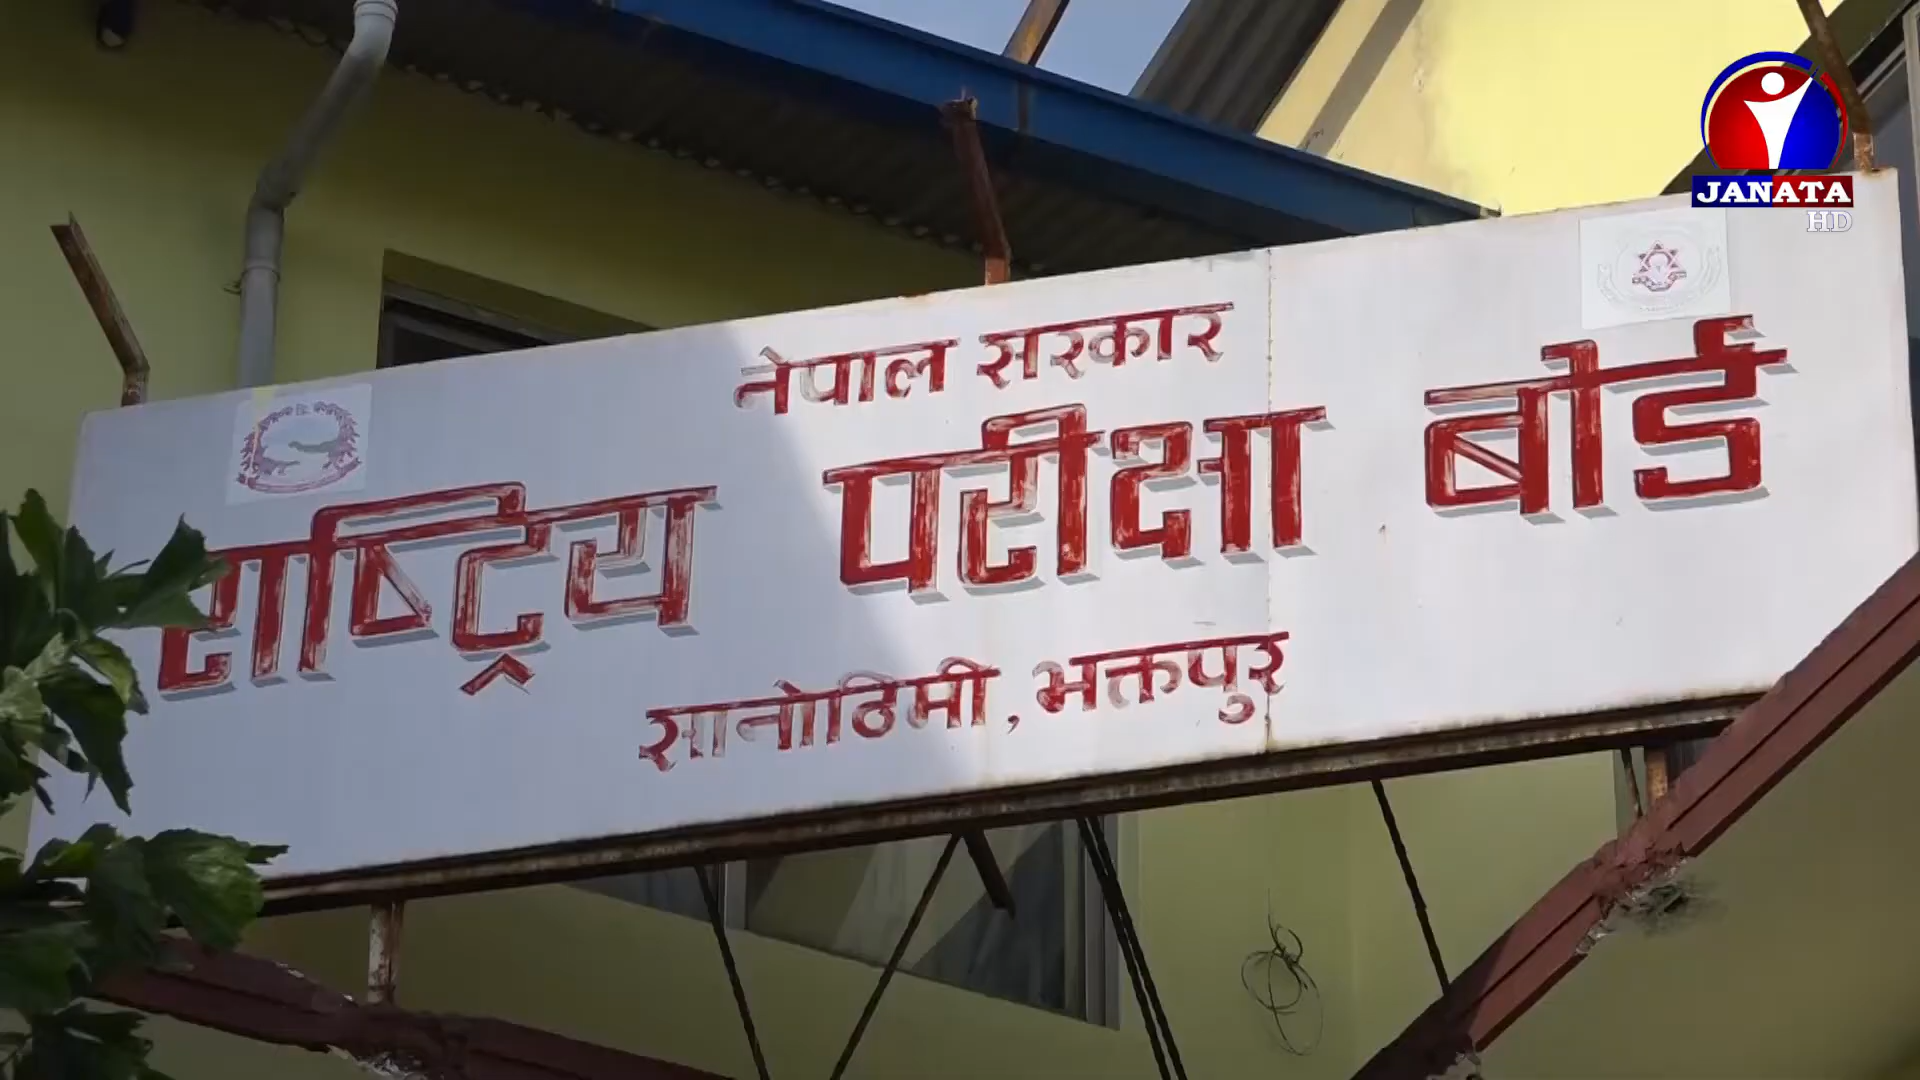 JANATA
HD
नेपाल सरकार
राष्ट्रिय परीक्षा बोर्ड
सानोठिमी, भक्तपुर